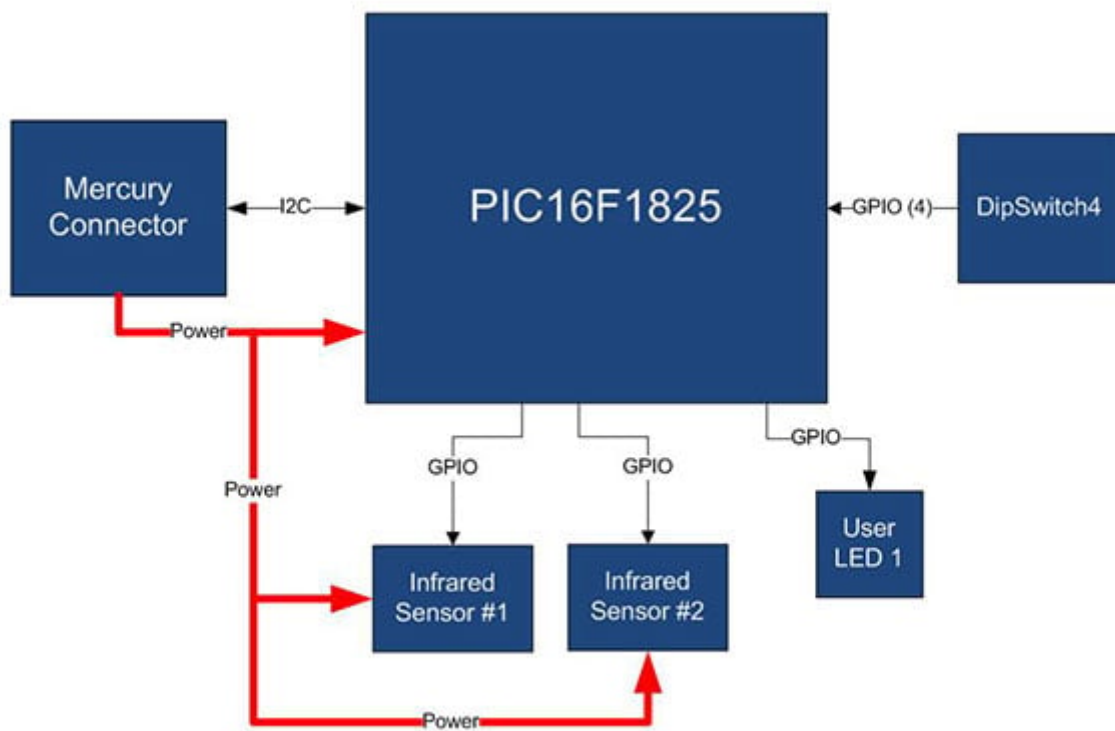 Mercury
Connector
I2C
PIC16F1825
GPIO (4)
DipSwitch4
Power
GPIO
GPIO
GPIO
Power
User
LED 1
Infrared
Sensor #1
Infrared
Sensor #2
Power